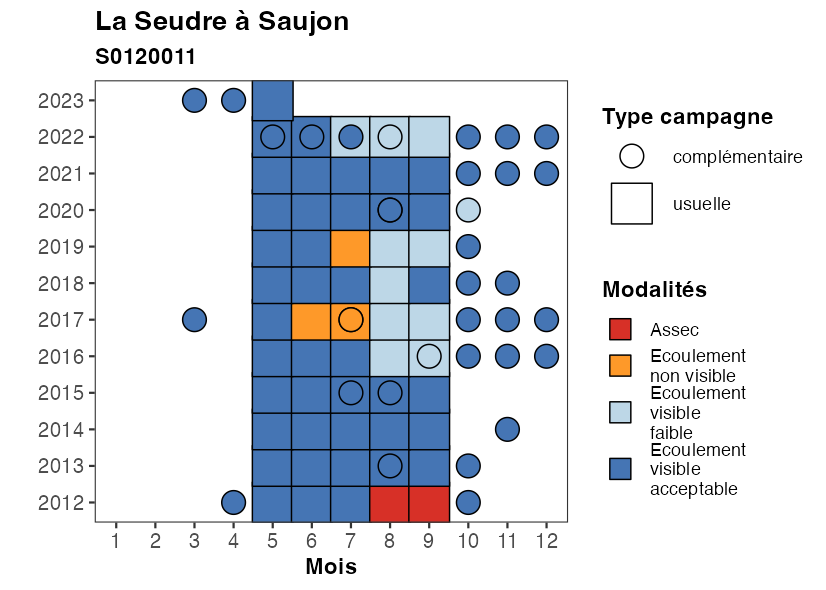 La Seudre à Saujon
S0120011
2023
2022
2021
2020
2019
2018
2017
2016
2015
2014
2013
2012
1 2 3 4 5 6 7 8 9 10 11 12
Mois
Type campagne
complémentaire
usuelle
Modalités
Assec
Ecoulement
non visible
Ecoulement
visible
faible
Ecoulement
visible
acceptable